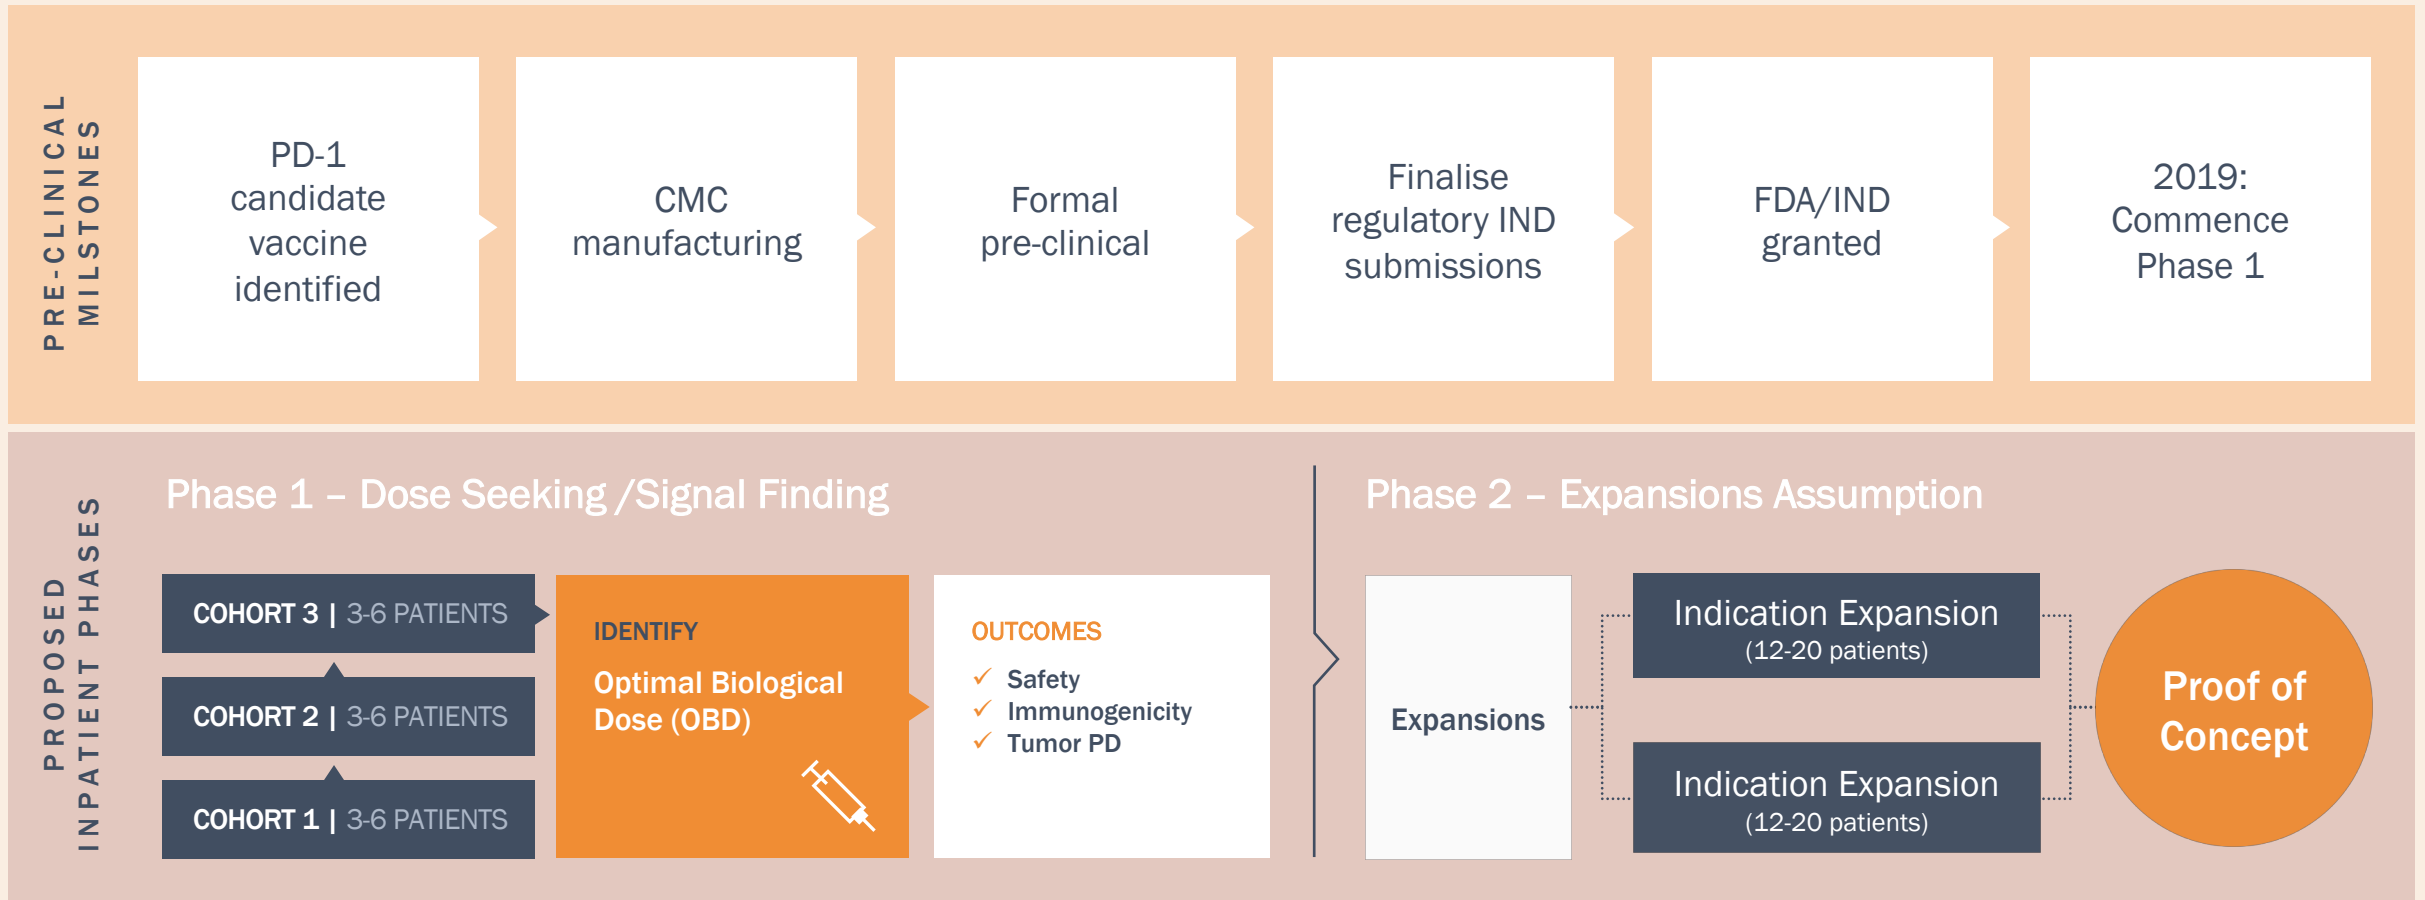 PRE-CLINICAL
MILSTONES
PD-1
candidate
vaccine
identified
CMC
manufacturing
Formal
pre-clinical
Finalise
regulatory IND
submissions
FDA/IND
granted
2019:
Commence
Phase 1
PROPOSED
INPATIENT PHASES
Phase 1 – Dose Seeking /Signal Finding
COHORT 3 | 3-6 PATIENTS
COHORT 2 | 3-6 PATIENTS
COHORT 1 | 3-6 PATIENTS
IDENTIFY
Optimal Biological
Dose (OBD)
OUTCOMES
✓ Safety
✓ Immunogenicity
✓ Tumor PD
Phase 2 – Expansions Assumption
Expansions
Indication Expansion
(12-20 patients)
Indication Expansion
(12-20 patients)
Proof of
Concept